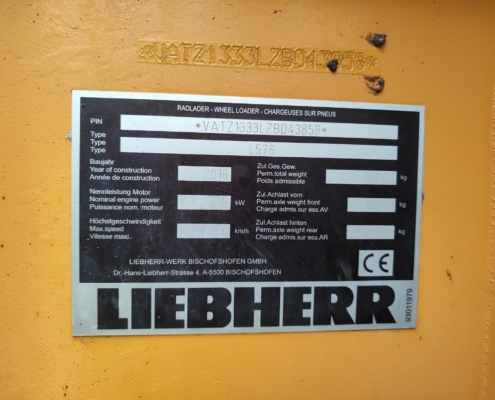 *VATZ1333LZB043858*
RADLADER - WHEEL LOADER - CHARGEUSES SUR PNEUS
PIN *VATZ1333LZB043858*
Type
Type L576
Type
Baujahr
Year of construction 2016
Année de construction
Nennleistung Motor
Nominal engine power kW
Puissance nom. moteur
Höchstgeschwindigkeit
Max.speed km/h
Vitesse maxi.
Zul.Ges.Gew.
Perm.total weight kg
Poids admissible
Zul.Achslast vorn
Perm.axle weight front kg
Charge admis.sur ess.AV
Zul.Achslast hinten
Perm.axle weight rear kg
Charge admis.sur ess.AR
LIEBHERR-WERK BISCHOFSHOFEN GMBH
Dr.-Hans-Liebherr-Strasse 4, A-5500 BISCHOFSHOFEN
CE
LIEBHERR
93011979